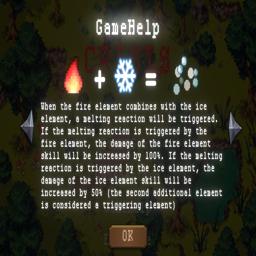 GameHelp
+ =
When the fire element combines with the ice
element, a melting reaction will be triggered.
If the melting reaction is triggered by the
fire element, the damage of the fire element
skill will be increased by 100%. If the melting
reaction is triggered by the ice element, the
damage of the ice element skill will be
increased by 50% (the second additional element
is considered a triggering element)
OK